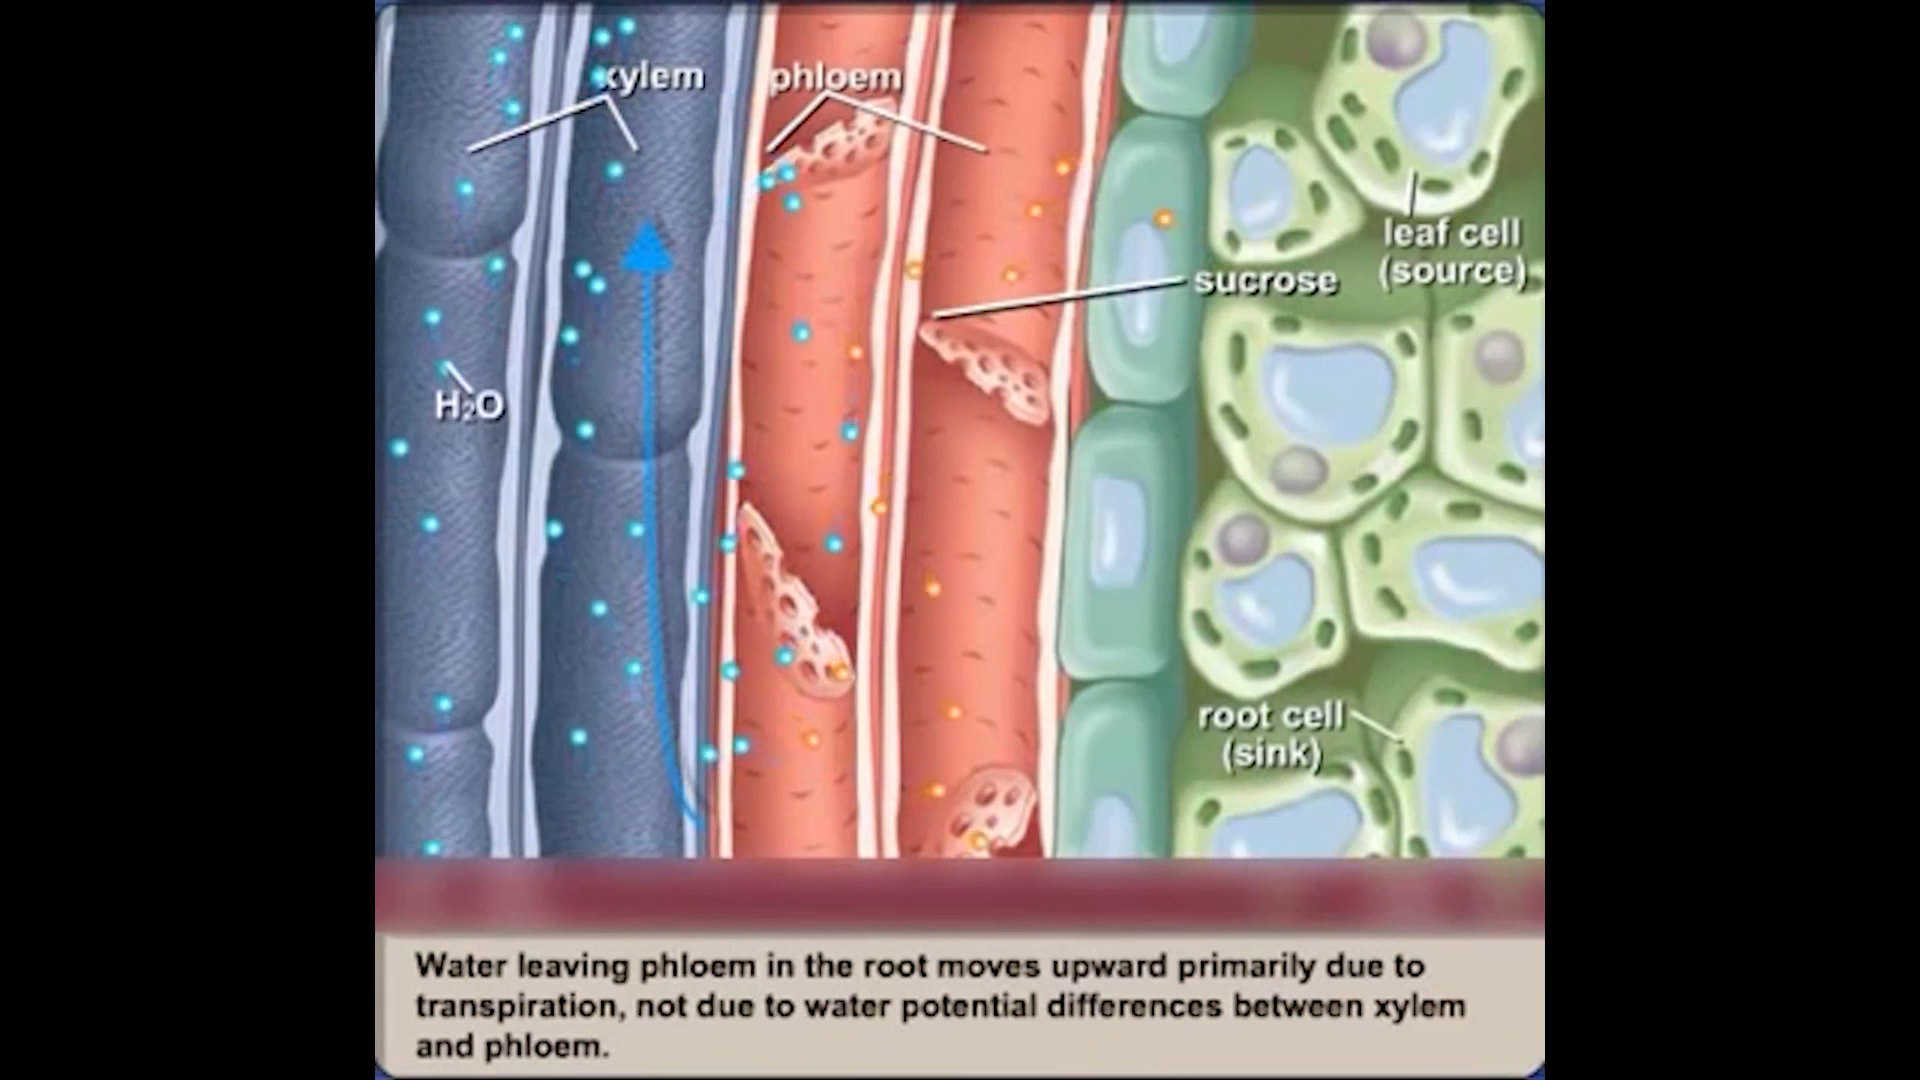 xylem
phloem
leaf cell
(source)
sucrose
H₂O
root cell
(sink)
Water leaving phloem in the root moves upward primarily due to
transpiration, not due to water potential differences between xylem
and phloem.